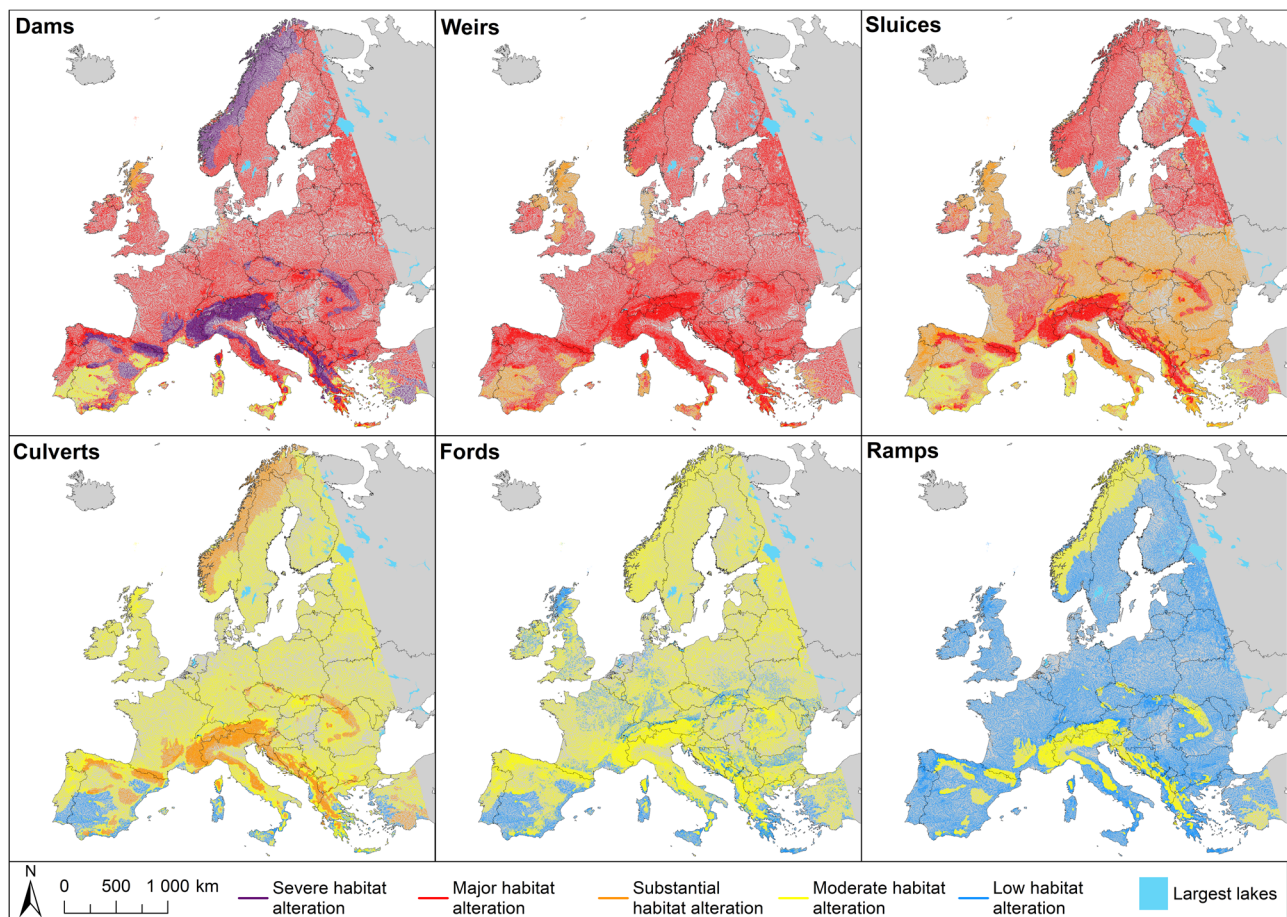 Dams
Weirs
Sluices
Culverts
Fords
Ramps
N
0 500 1 000 km
Severe habitat
alteration
Major habitat
alteration
Substantial
habitat alteration
Moderate habitat
alteration
Low habitat
alteration
Largest lakes